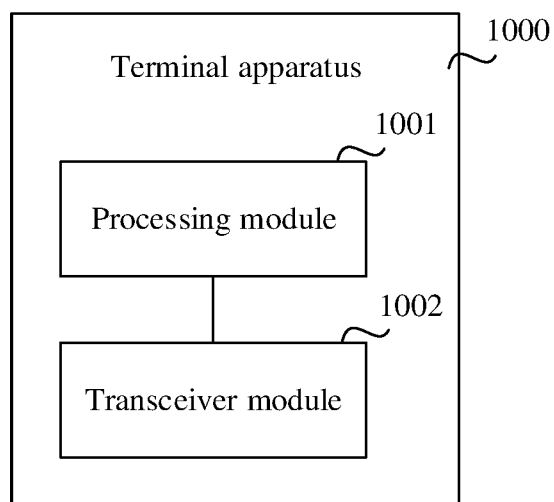 1000
Terminal apparatus
1001
Processing module
1002
Transceiver module